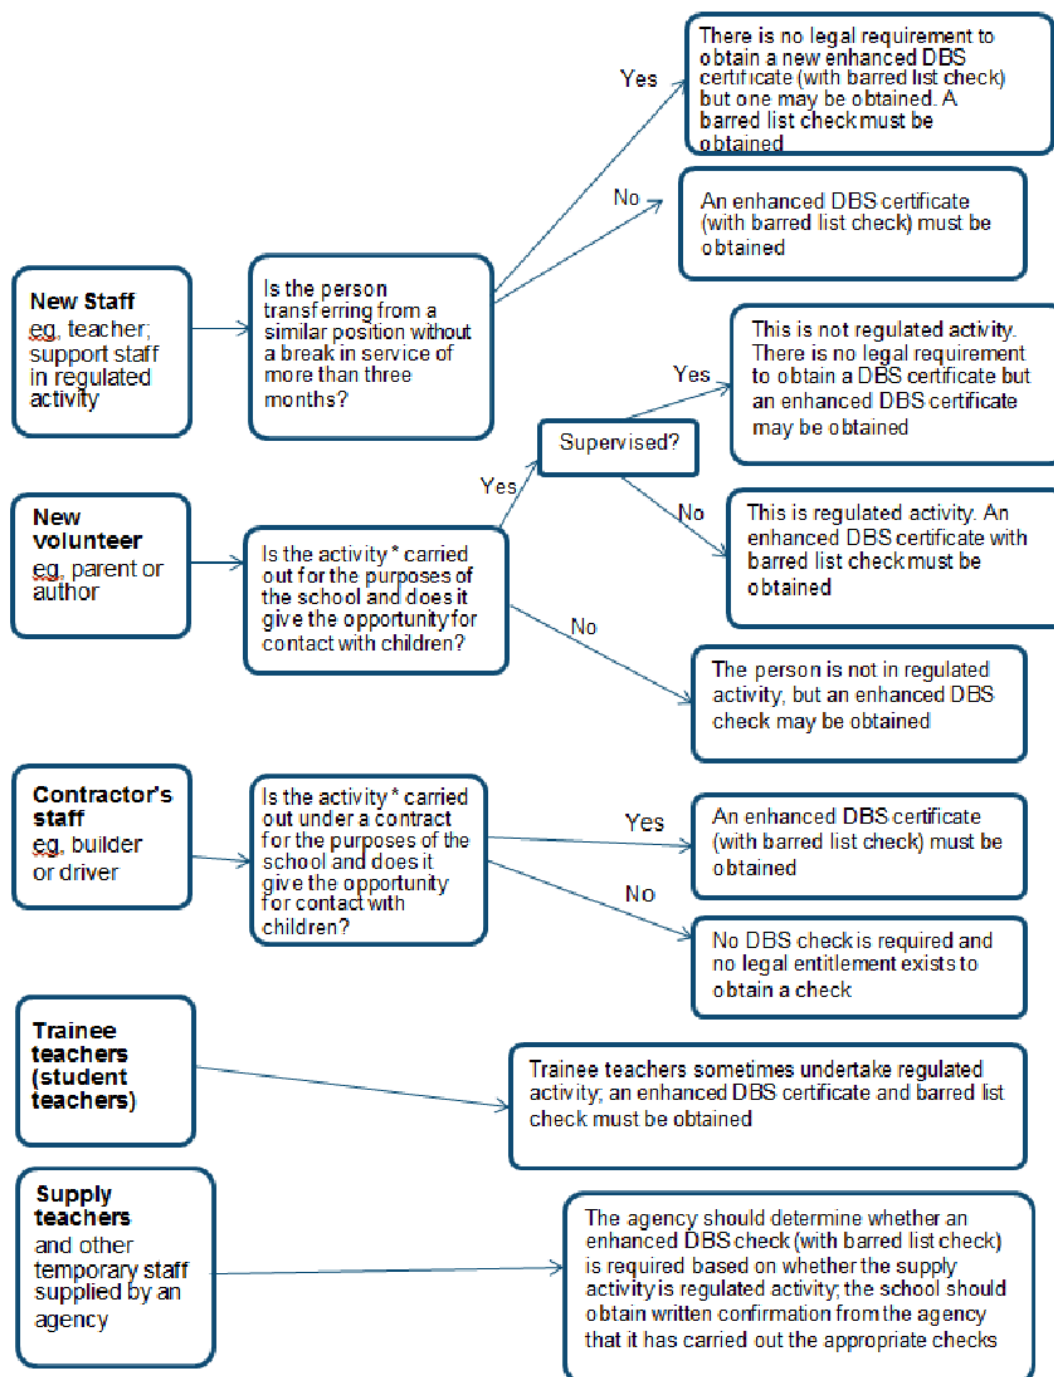 There is no legal requirement to
obtain a new enhanced DBS
certificate (with barred list check)
but one may be obtained. A
barred list check must be
obtained
Yes
No
An enhanced DBS certificate
(with barred list check) must be
obtained
New Staff
eg, teacher;
support staff
in regulated
activity
Is the person
transferring from a
similar position without
a break in service of
more than three
months?
This is not regulated activity.
There is no legal requirement
to obtain a DBS certificate but
an enhanced DBS certificate
may be obtained
Yes
Supervised?
Yes
No
This is regulated activity. An
enhanced DBS certificate with
barred list check must be
obtained
New
volunteer
eg, parent or
author
Is the activity * carried
out for the purposes of
the school and does it
give the opportunity for
contact with children?
No
The person is not in regulated
activity, but an enhanced DBS
check may be obtained
Contractor's
staff
eg, builder
or driver
Is the activity * carried
out under a contract
for the purposes of the
school and does it
give the opportunity
for contact with
children?
Yes
An enhanced DBS certificate
(with barred list check) must be
obtained
No
No DBS check is required and
no legal entitlement exists to
obtain a check
Trainee
teachers
(student
teachers)
Trainee teachers sometimes undertake regulated
activity; an enhanced DBS certificate and barred list
check must be obtained
Supply
teachers
and other
temporary staff
supplied by an
agency
The agency should determine whether an
enhanced DBS check (with barred list check)
is required based on whether the supply
activity is regulated activity; the school should
obtain written confirmation from the agency
that it has carried out the appropriate checks